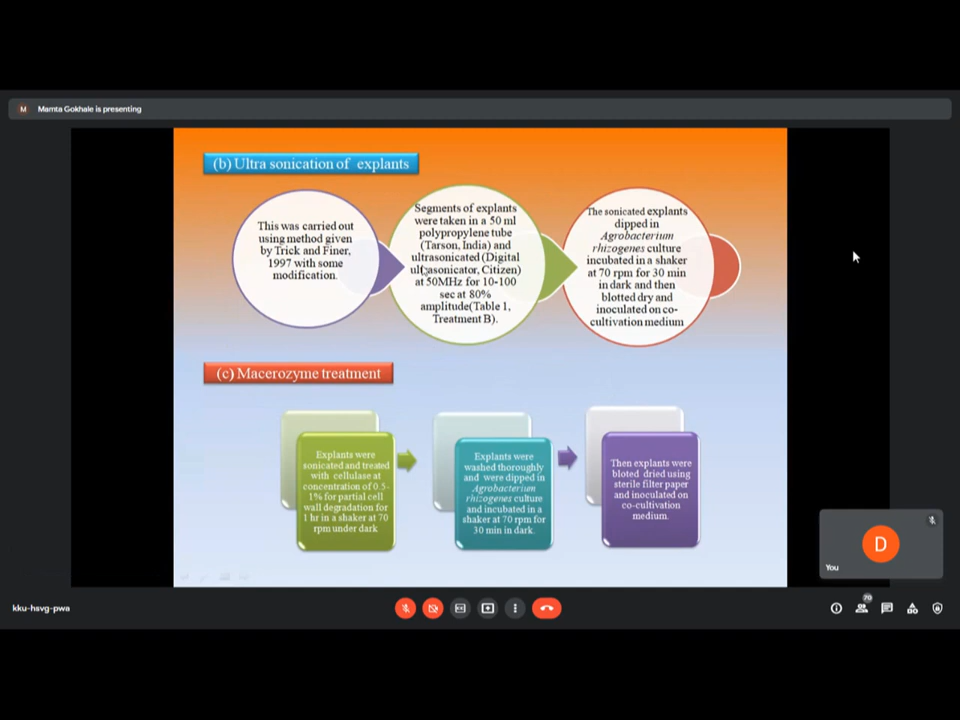 M Mamta Gokhale is presenting
(b) Ultra sonication of explants
This was carried out
using method given
by Trick and Finer,
1997 with some
modification.
Segments of explants
were taken in a 50 ml
polypropylene tube
(Tarson, India) and
ultrasonicated (Digital
ultrasonicator, Citizen)
at 50MHz for 10-100
sec at 80%
amplitude(Table 1,
Treatment B).
The sonicated explants
dipped in
Agrobacterium
rhizogenes culture
incubated in a shaker
at 70 rpm for 30 min
in dark and then
blotted dry and
inoculated on co-
cultivation medium
(c) Macerozyme treatment
Explants were
sonicated and treated
with cellulase at
concentration of 0.5-
1% for partial cell
wall degradation for
1 hr in a shaker at 70
rpm under dark
Explants were
washed thoroughly
and were dipped in
Agrobacterium
rhizogenes culture
and incubated in a
shaker at 70 rpm for
30 min in dark.
Then explants were
bloted dried using
sterile filter paper
and inoculated on
co-cultivation
medium.
D
You
kku-hsvg-pwa
70